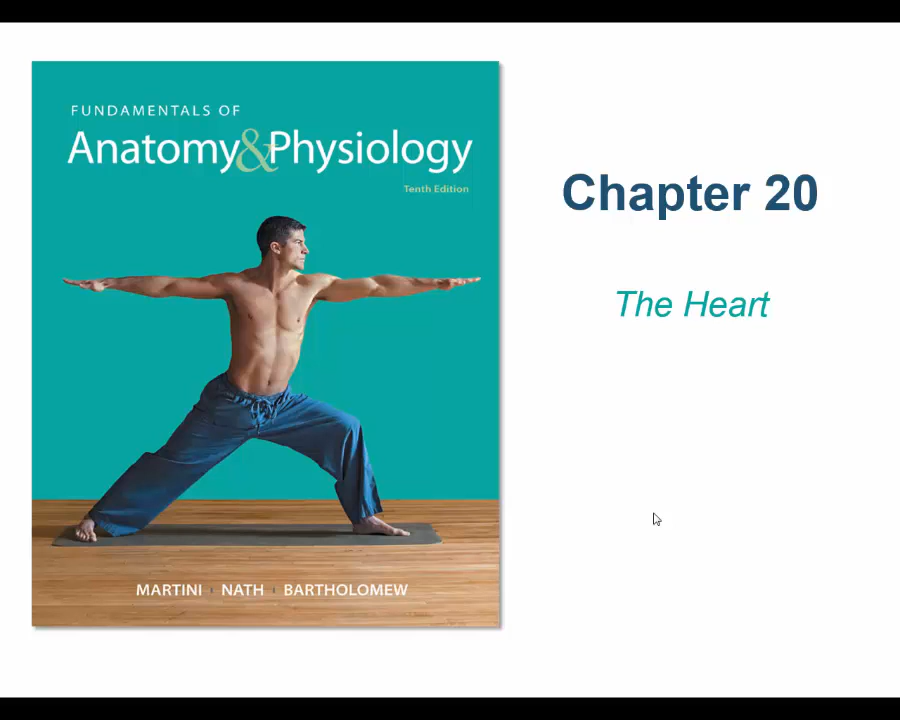 FUNDAMENTALS OF
Anatomy & Physiology
Tenth Edition
MARTINI NATH BARTHOLOMEW
Chapter 20
The Heart